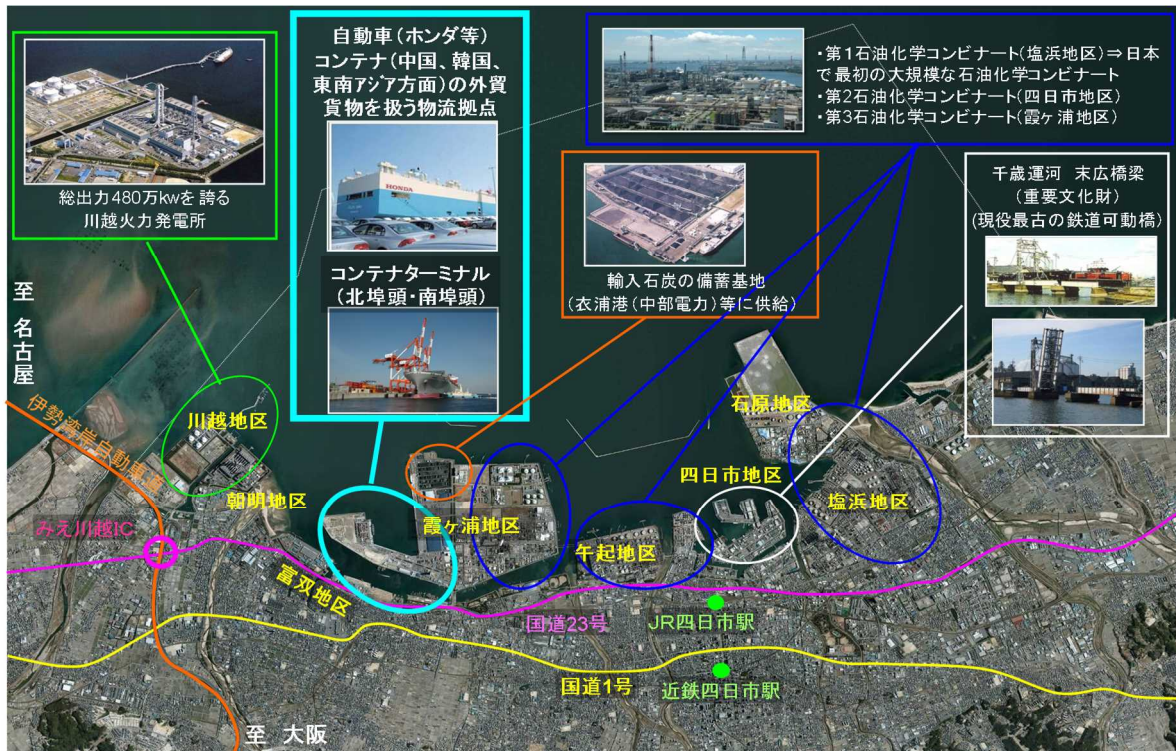 総出力480万kwを誇る
川越火力発電所
自動車(ホンダ等)
コンテナ(中国、韓国、
東南アジア方面)の外貿
貨物を扱う物流拠点
HONDA
コンテナターミナル
(北埠頭・南埠頭)
・第1石油化学コンビナート(塩浜地区)⇒日本
で最初の大規模な石油化学コンビナート
・第2石油化学コンビナート(四日市地区)
・第3石油化学コンビナート(霞ヶ浦地区)
輸入石炭の備蓄基地
(衣浦港(中部電力)等に供給)
千歳運河 末広橋梁
(重要文化財)
(現役最古の鉄道可動橋)
至 名古屋
伊勢湾岸自動車道
川越地区
朝明地区
みえ川越IC
富双地区
霞ヶ浦地区
午起地区
四日市地区
石原地区
塩浜地区
国道23号
JR四日市駅
国道1号
近鉄四日市駅
至 大阪